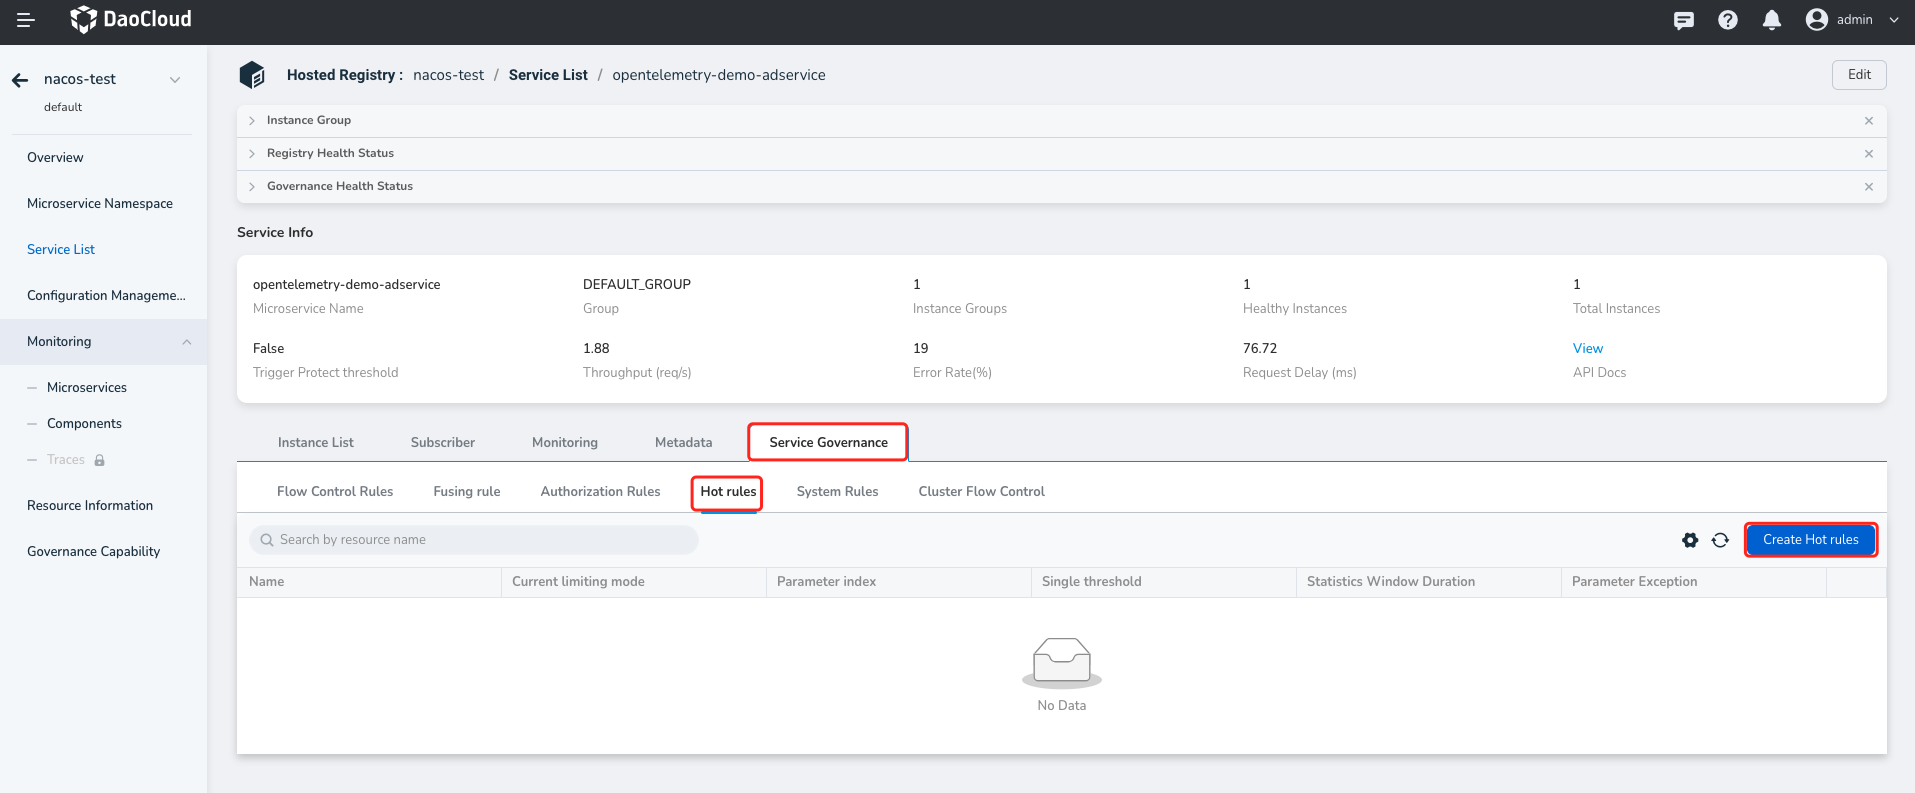 DaoCloud
admin
nacos-test
default
Overview
Microservice Namespace
Service List
Configuration Manageme...
Monitoring
Microservices
Components
Traces
Resource Information
Governance Capability
Hosted Registry : nacos-test / Service List / opentelemetry-demo-adservice
Edit
Instance Group
Registry Health Status
Governance Health Status
Service Info
opentelemetry-demo-adservice DEFAULT_GROUP 1 1 1
Microservice Name Group Instance Groups Healthy Instances Total Instances
False 1.88 19 76.72 View
Trigger Protect threshold Throughput (req/s) Error Rate(%) Request Delay (ms) API Docs
Instance List Subscriber Monitoring Metadata Service Governance
Flow Control Rules Fusing rule Authorization Rules Hot rules System Rules Cluster Flow Control
Search by resource name Create Hot rules
Name Current limiting mode Parameter index Single threshold Statistics Window Duration Parameter Exception
No Data